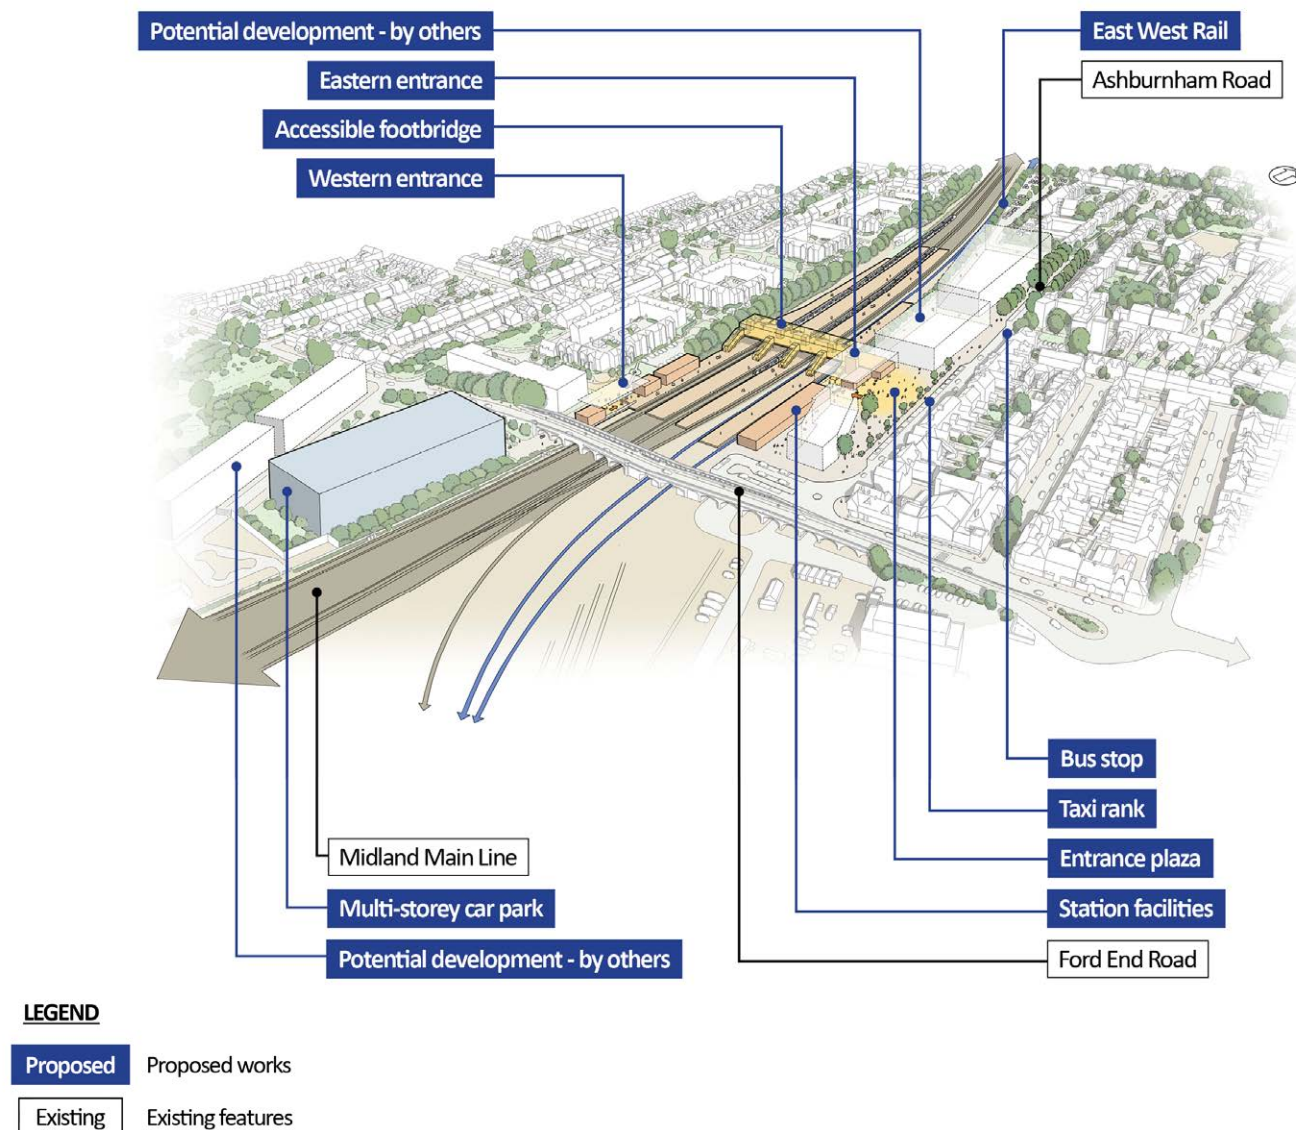 Potential development - by others
East West Rail
Eastern entrance
Ashburnham Road
Accessible footbridge
Western entrance
Bus stop
Taxi rank
Midland Main Line
Entrance plaza
Multi-storey car park
Station facilities
Potential development - by others
Ford End Road
LEGEND
Proposed Proposed works
Existing Existing features